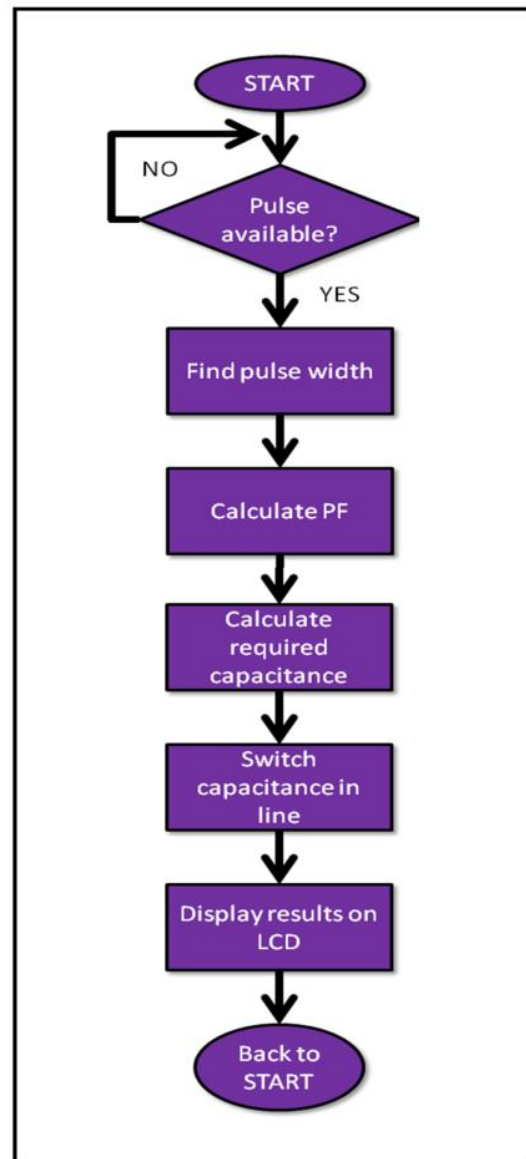 START
NO
Pulse
available?
YES
Find pulse width
Calculate PF
Calculate
required
capacitance
Switch
capacitance in
line
Display results on
LCD
Back to
START